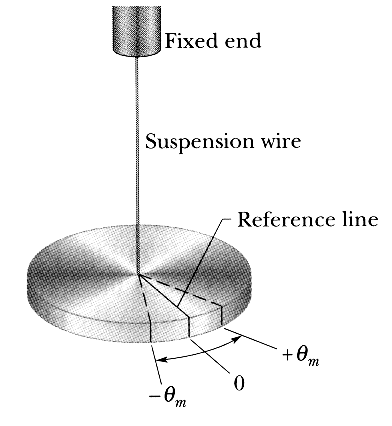 Fixed end
Suspension wire
Reference line
+θm
0
−θm